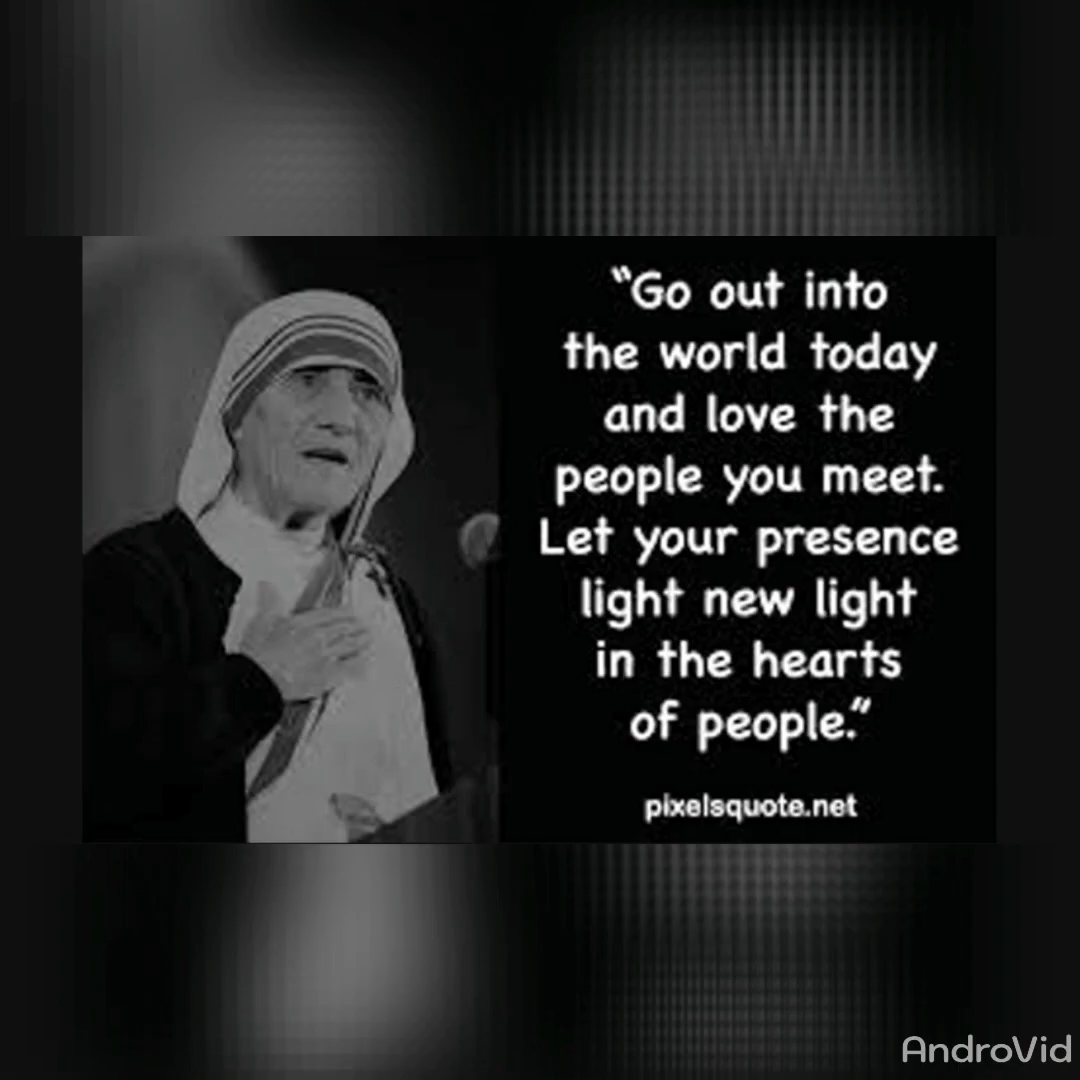 “Go out into
the world today
and love the
people you meet.
Let your presence
light new light
in the hearts
of people.”
pixelsquote.net
AndroVid